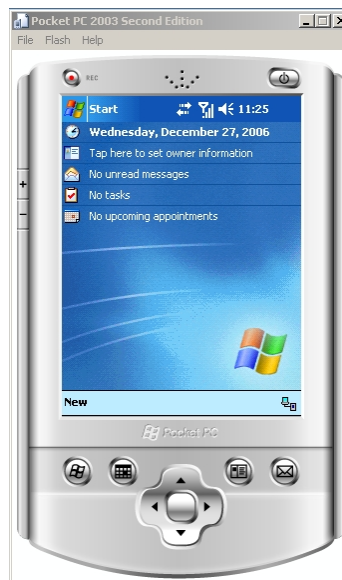 Pocket PC 2003 Second Edition
File Flash Help
REC
Start 11:25
Wednesday, December 27, 2006
Tap here to set owner information
No unread messages
No tasks
No upcoming appointments
New
Pocket PC